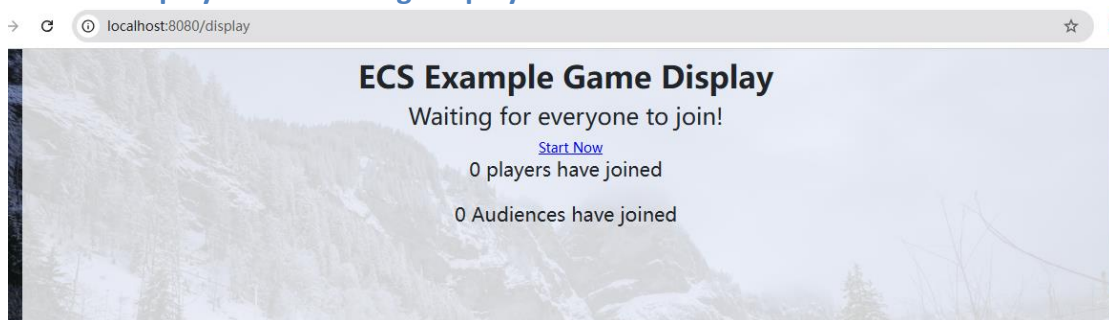 localhost:8080/display
ECS Example Game Display
Waiting for everyone to join!
Start Now
0 players have joined
0 Audiences have joined